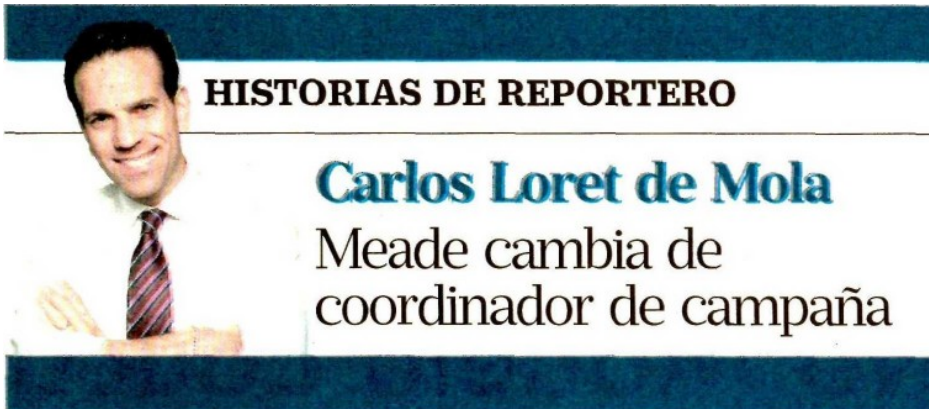 HISTORIAS DE REPORTERO
Carlos Loret de Mola
Meade cambia de
coordinador de campaña